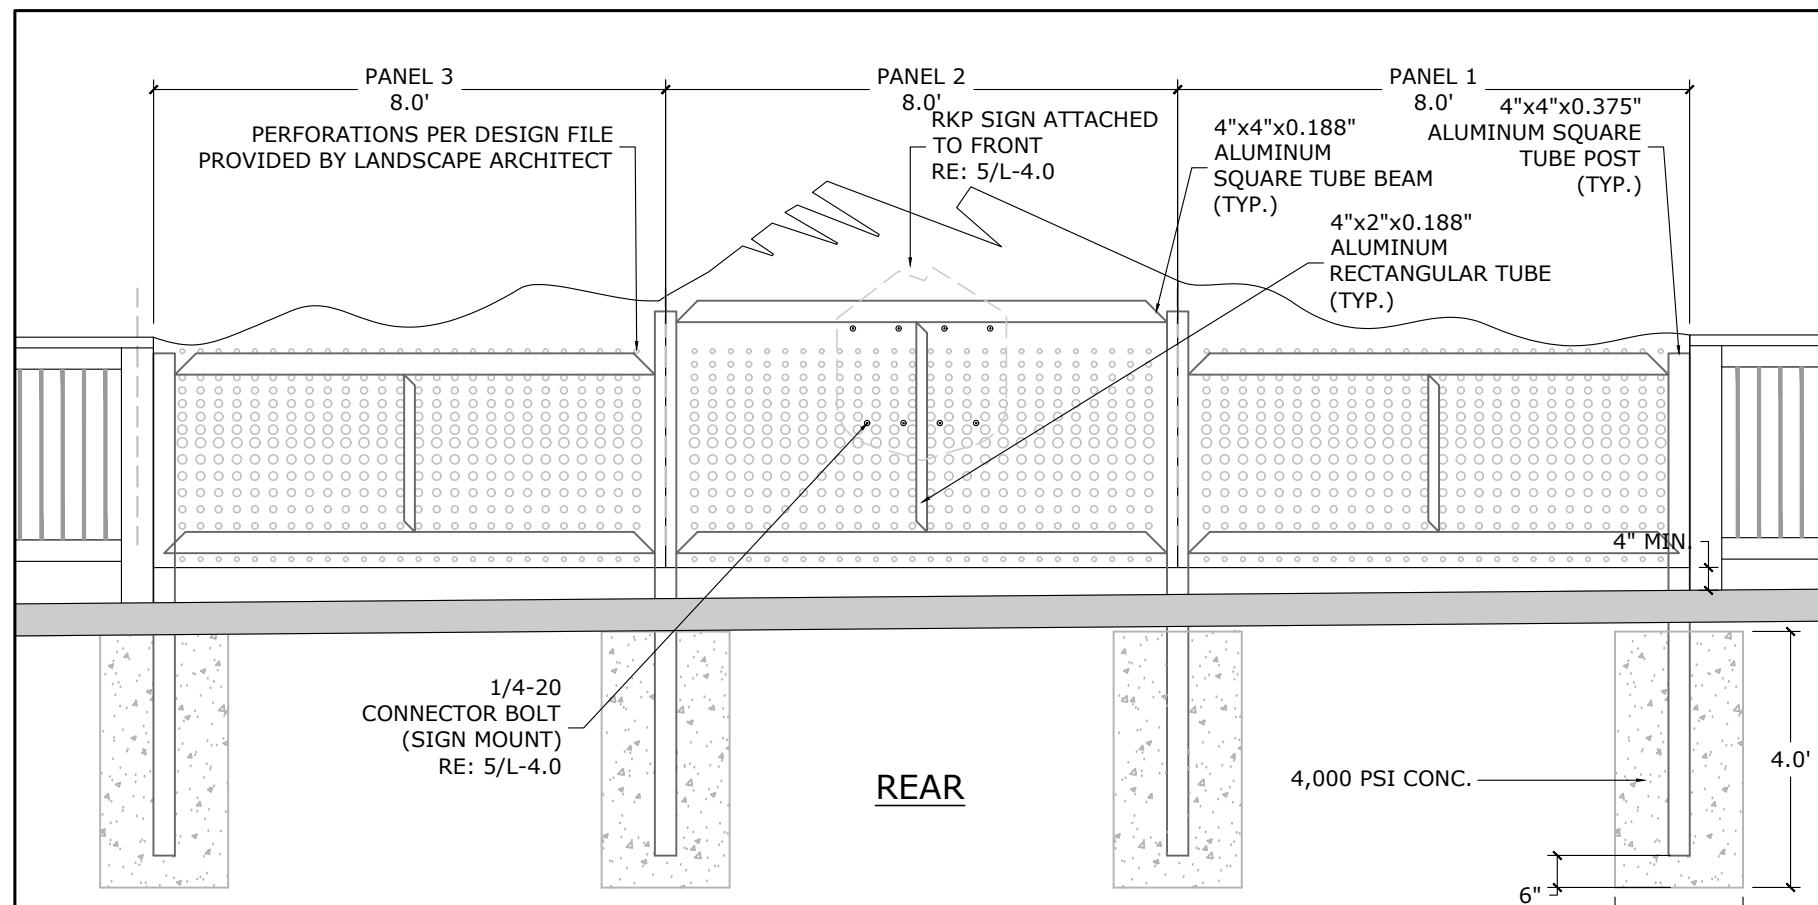 PANEL 3
8.0'
PANEL 2
8.0'
PANEL 1
8.0'
PERFORATIONS PER DESIGN FILE
PROVIDED BY LANDSCAPE ARCHITECT
RKP SIGN ATTACHED
TO FRONT
RE: 5/L-4.0
4"x4"x0.188"
ALUMINUM
SQUARE TUBE BEAM
(TYP.)
4"x4"x0.375"
ALUMINUM SQUARE
TUBE POST
(TYP.)
4"x2"x0.188"
ALUMINUM
RECTANGULAR TUBE
(TYP.)
4" MIN.
1/4-20
CONNECTOR BOLT
(SIGN MOUNT)
RE: 5/L-4.0
REAR
4,000 PSI CONC.
4.0'
6"